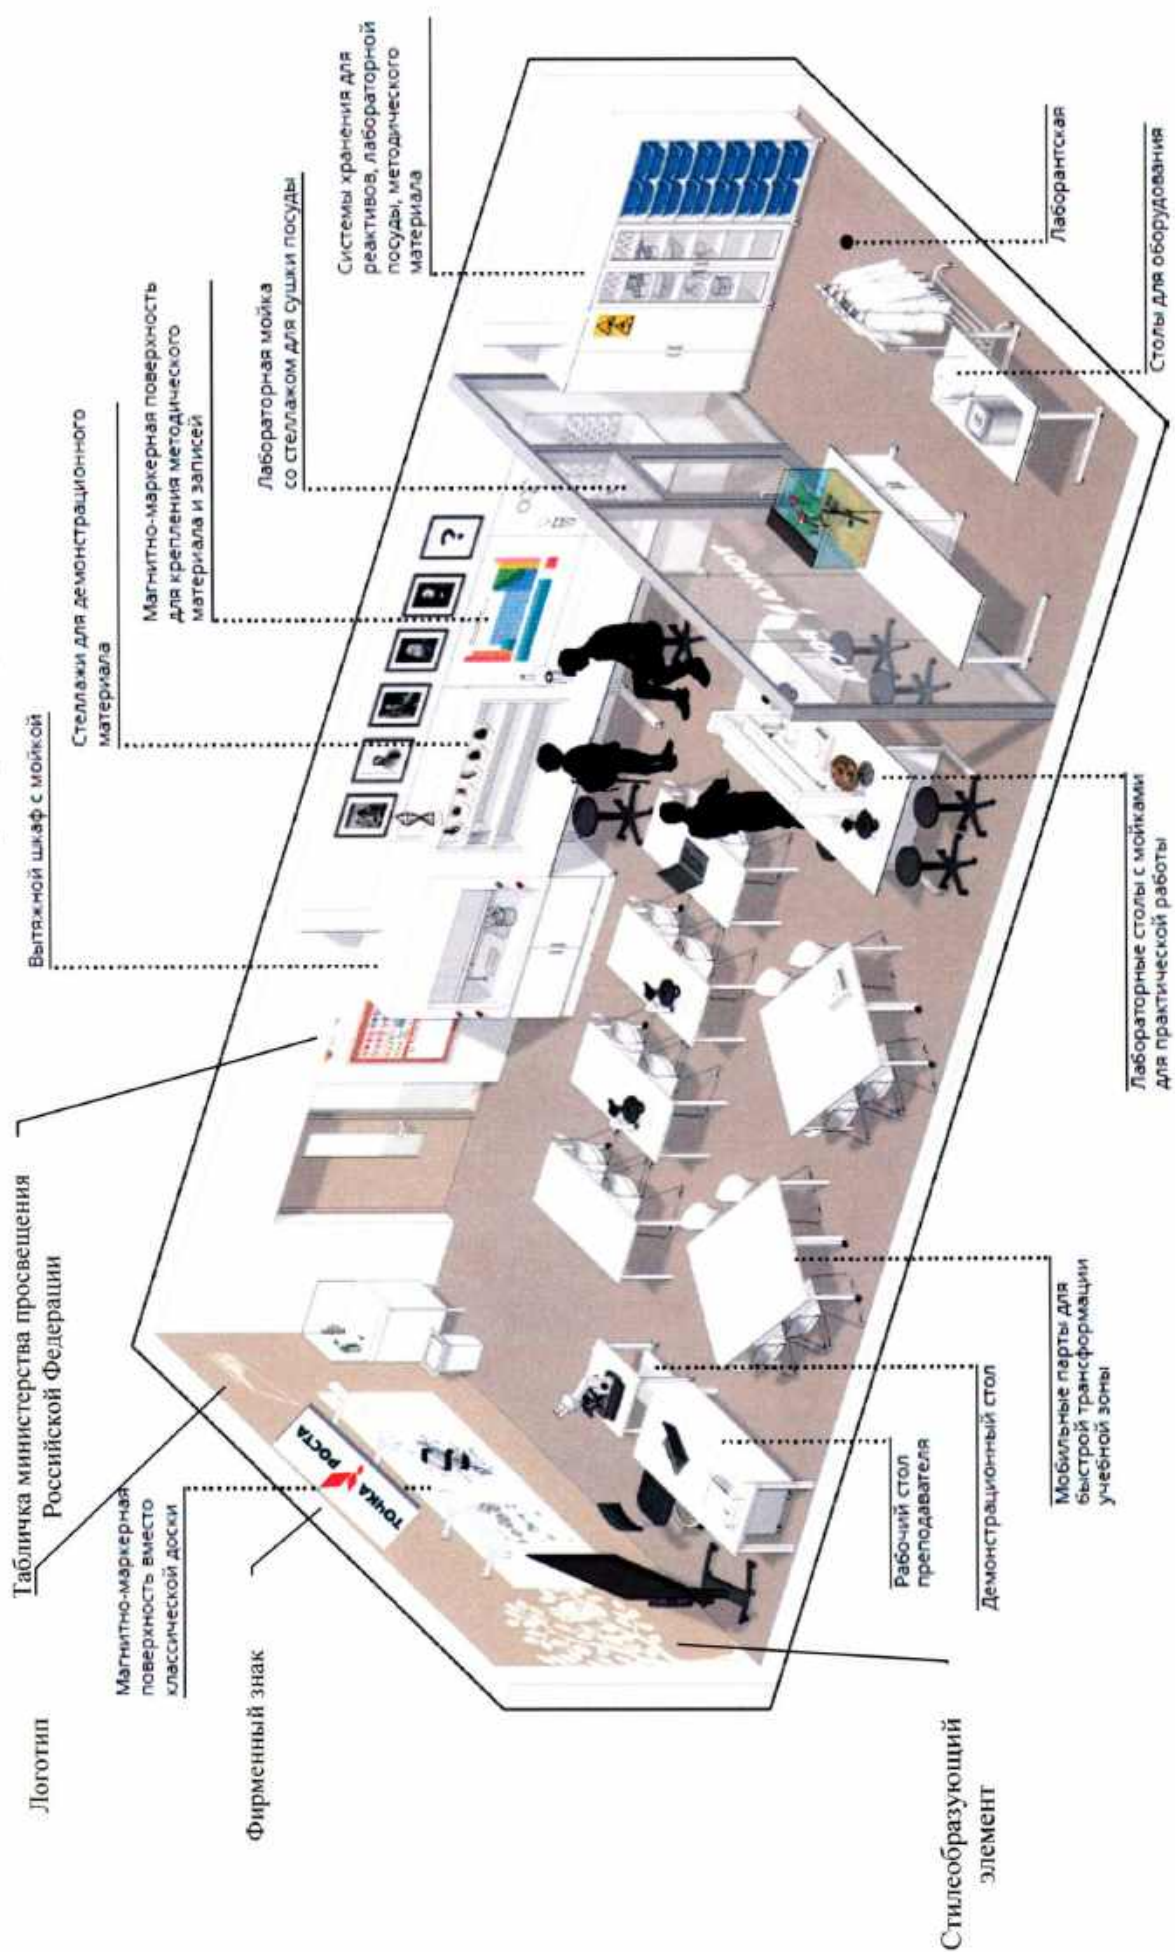 Логотип
Табличка министерства просвещения
Российской Федерации
Вытяжной шкаф с мойкой
Стеллажи для демонстрационного
материала
Магнитно-маркерная поверхность
для крепления методического
материала и записей
Лабораторная мойка
со стеллажом для сушки посуды
Системы хранения для
реактивов, лабораторной
посуды, методического
материала
Магнитно-маркерная
поверхность вместо
классической доски
Фирменный знак
ТОЧКА РОСТА
?
Стилеобразующий
элемент
Рабочий стол
преподавателя
Демонстрационный стол
Мобильные парты для
быстрой трансформации
учебной зоны
Лабораторные столы с мойками
для практической работы
Лаборантская
Столы для оборудования